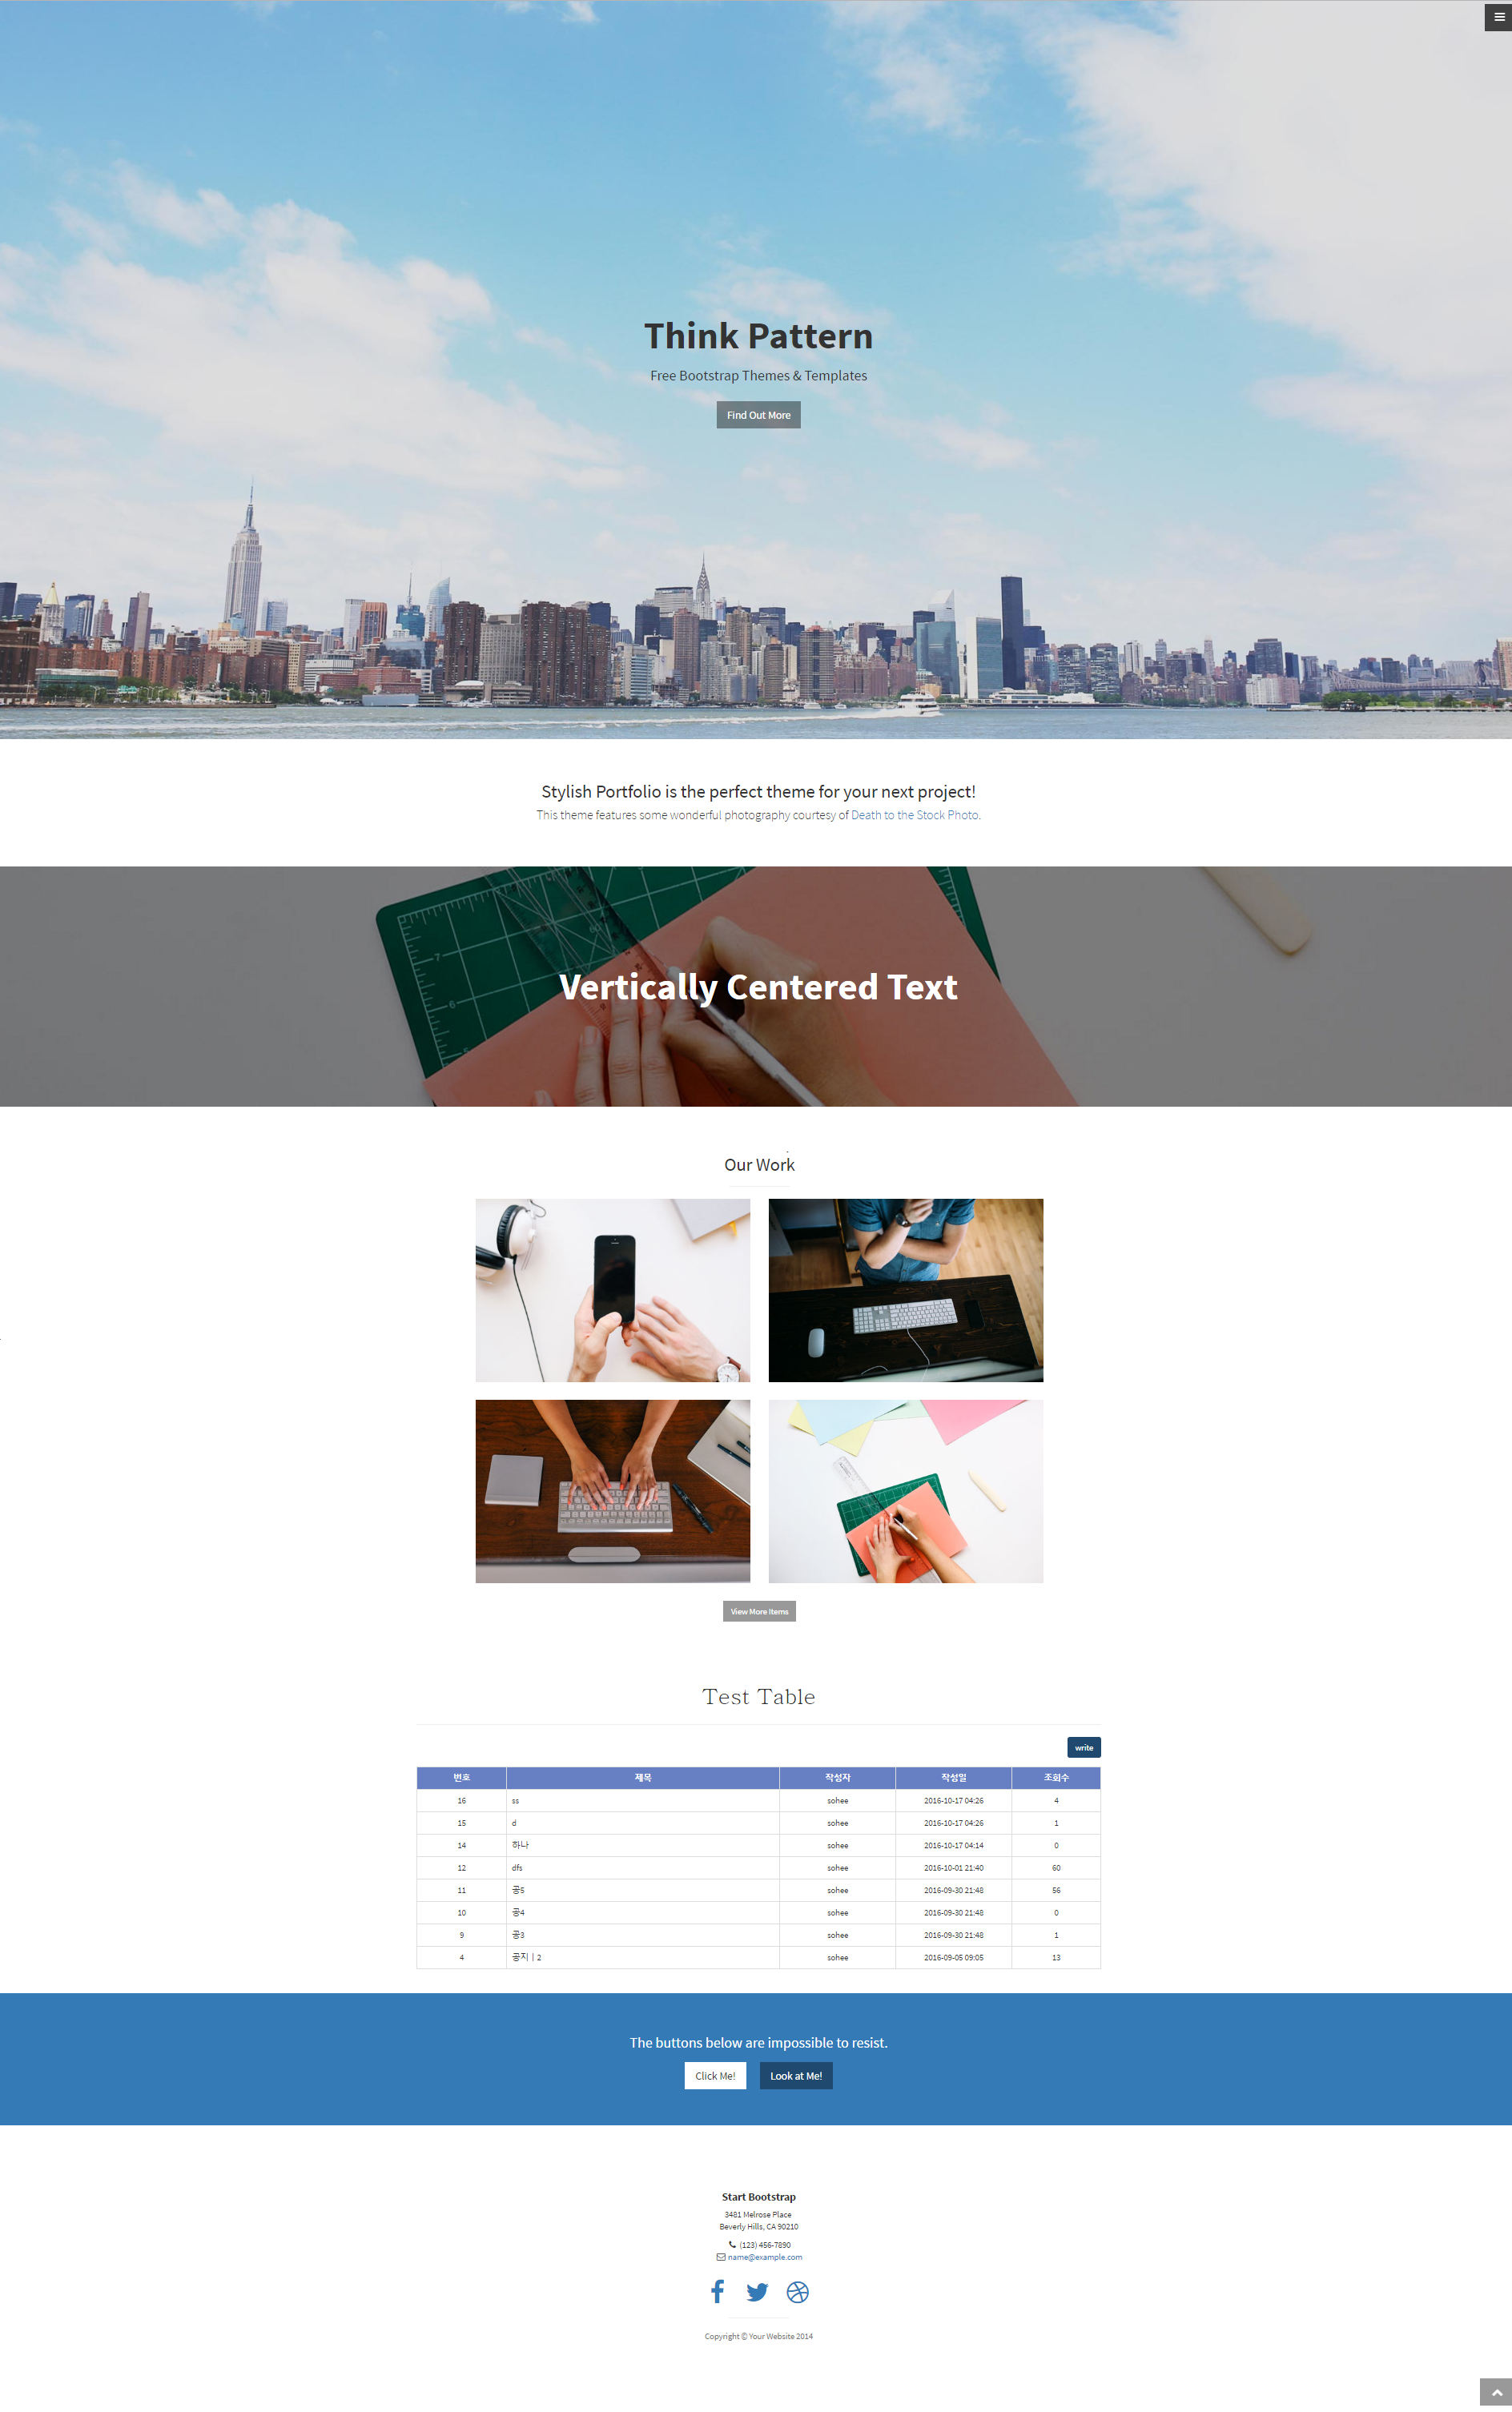 Think Pattern
Free Bootstrap Themes & Templates
Find Out More
Stylish Portfolio is the perfect theme for your next project!
This theme features some wonderful photography courtesy of Death to the Stock Photo.
7
6
Vertically Centered Text
Our Work
View More Items
Test Table
write
번호 제목 작성자 작성일 조회수
16 ss sohee 2016-10-17 04:26 4
15 d sohee 2016-10-17 04:26 1
14 하나 sohee 2016-10-17 04:14 0
12 dfs sohee 2016-10-01 21:40 60
11 공5 sohee 2016-09-30 21:48 56
10 공4 sohee 2016-09-30 21:48 0
9 공3 sohee 2016-09-30 21:48 1
4 공지 | 2 sohee 2016-09-05 09:05 13
The buttons below are impossible to resist.
Click Me! Look at Me!
Start Bootstrap
3481 Melrose Place
Beverly Hills, CA 90210
(123) 456-7890
name@example.com
Copyright © Your Website 2014